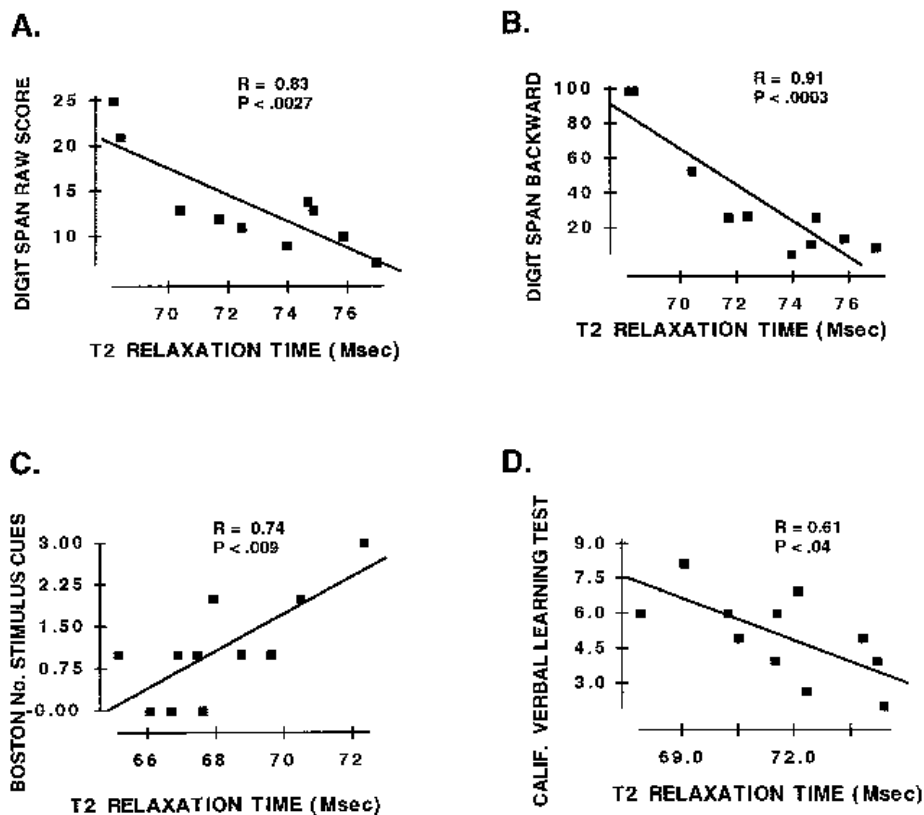 A.
R = 0.83
P < .0027
DIGIT SPAN RAW SCORE
25
20
15
10
70 72 74 76
T2 RELAXATION TIME (Msec)
B.
R = 0.91
P < .0003
DIGIT SPAN BACKWARD
100
80
60
40
20
70 72 74 76
T2 RELAXATION TIME (Msec)
C.
R = 0.74
P < .009
BOSTON No. STIMULUS CUES
3.00
2.25
1.50
0.75
-0.00
66 68 70 72
T2 RELAXATION TIME (Msec)
D.
R = 0.61
P < .04
CALIF. VERBAL LEARNING TEST
9.0
7.5
6.0
4.5
3.0
69.0 72.0
T2 RELAXATION TIME (Msec)